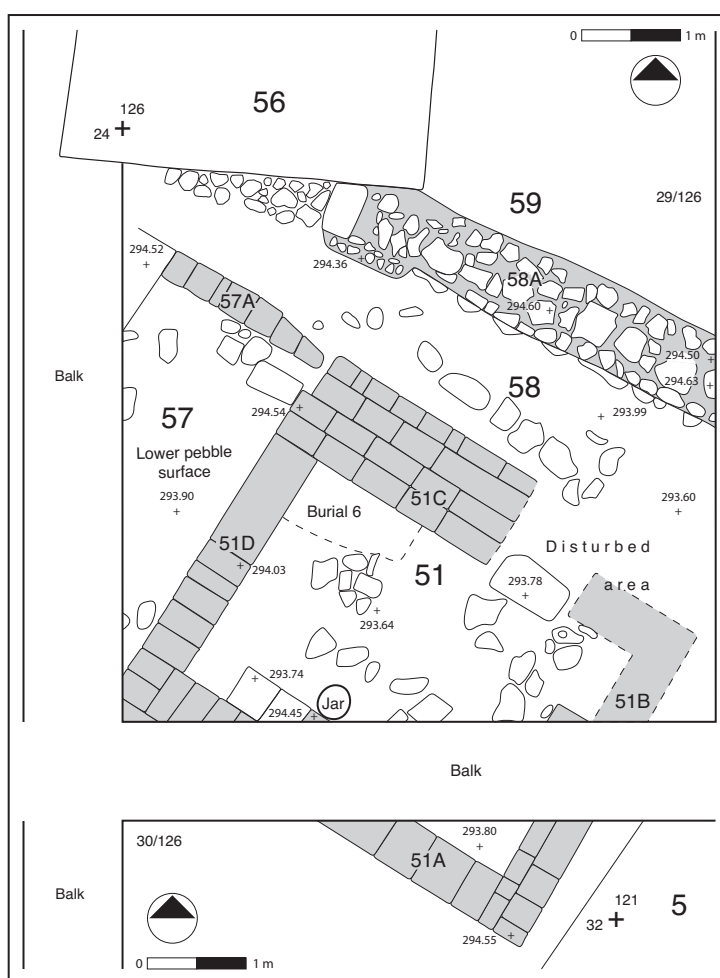 0 1 m
56
126
24
59
29/126
294.52
294.36
58A
294.60
57A
294.50
294.63
Balk
58
57
294.54
293.99
Lower pebble
surface
293.90
51C
Burial 6
293.60
51D
294.03
51
Disturbed
area
293.78
293.64
293.74
294.45
Jar
51B
Balk
30/126
293.80
51A
Balk
121
32
5
294.55
0 1 m